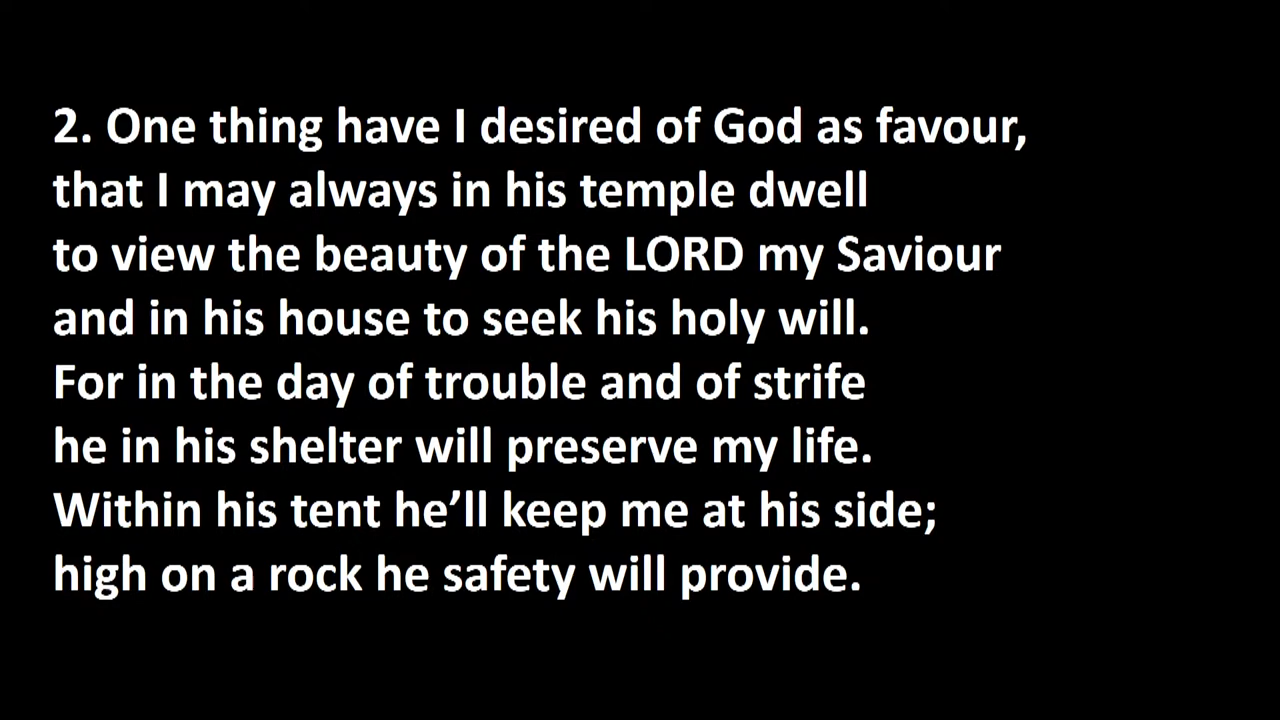 2. One thing have I desired of God as favour,
that I may always in his temple dwell
to view the beauty of the LORD my Saviour
and in his house to seek his holy will.
For in the day of trouble and of strife
he in his shelter will preserve my life.
Within his tent he’ll keep me at his side;
high on a rock he safety will provide.